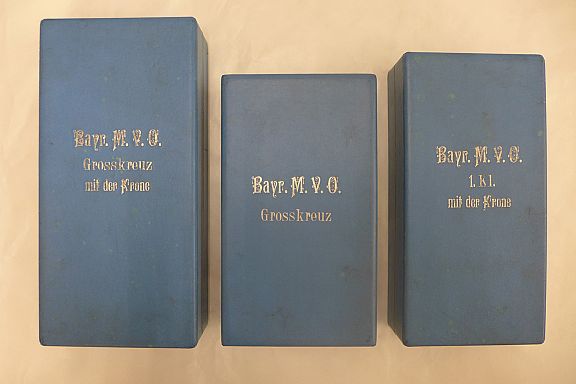 Bayr. M. V. O.
Grosskreuz
mit der Krone
Bayr. M. V. O.
Grosskreuz
Bayr. M. V. O.
1. Kl.
mit der Krone